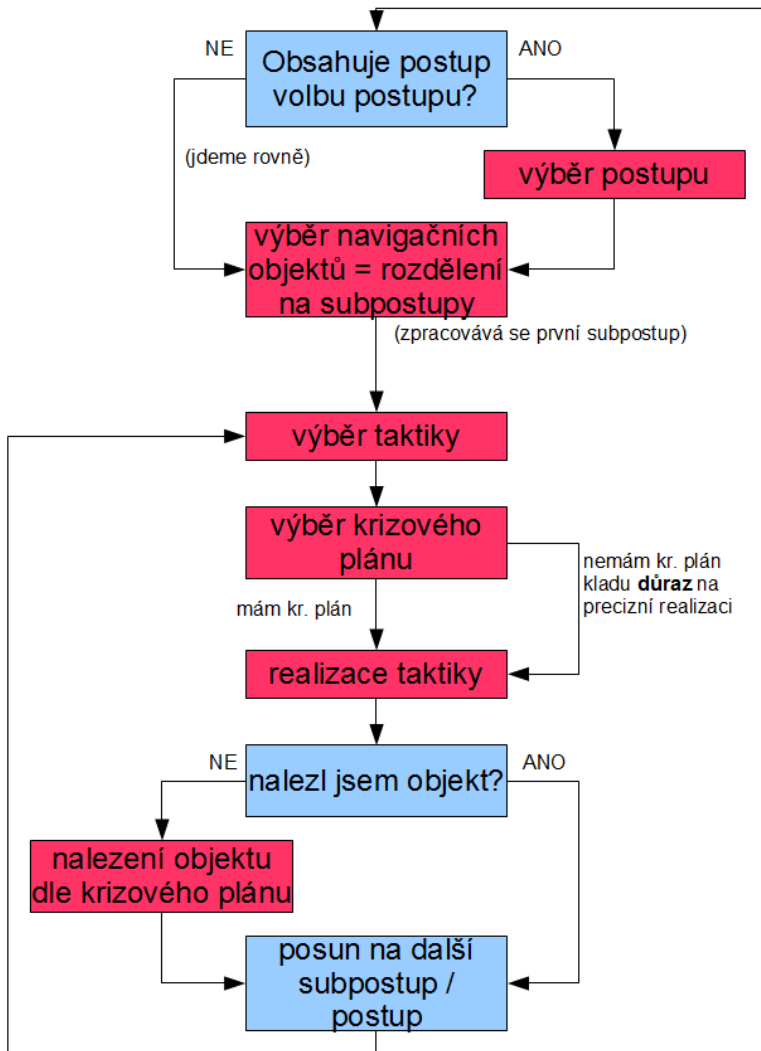 NE
ANO
Obsahuje postup
volbu postupu?
(jdeme rovně)
výběr postupu
výběr navigačních
objektů = rozdělení
na subpostupy
(zpracovává se první subpostup)
výběr taktiky
výběr krizového
plánu
nemám kr. plán
kladu důraz na
precizní realizaci
mám kr. plán
realizace taktiky
NE
ANO
nalezl jsem objekt?
nalezení objektu
dle krizového plánu
posun na další
subpostup /
postup